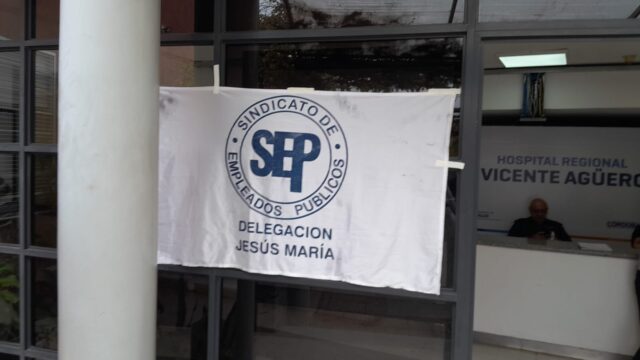 SINDICATO DE
EMPLEADOS PUBLICOS
SEP
DELEGACION
JESÚS MARÍA
HOSPITAL REGIONAL
VICENTE AGÜERO